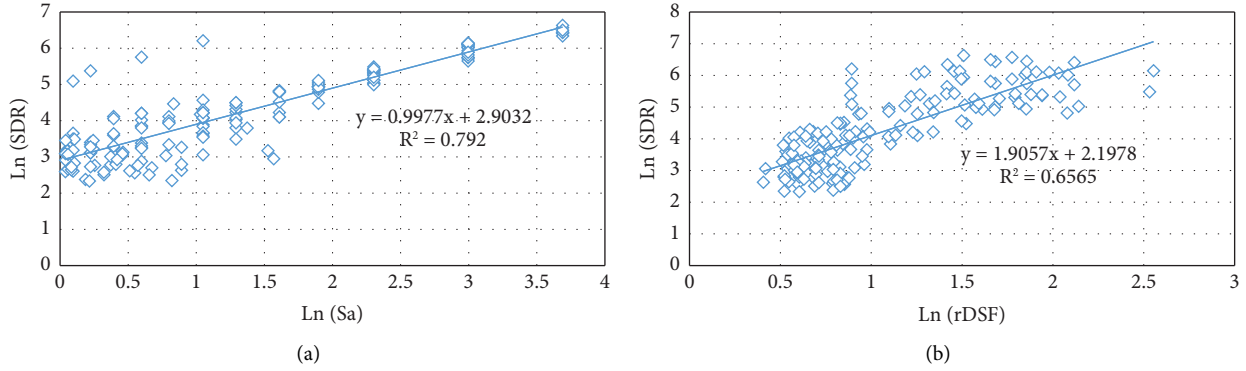 7
6
5
4
3
2
1
0
Ln (SDR)
y = 0.9977x + 2.9032
R² = 0.792
0 0.5 1 1.5 2 2.5 3 3.5 4
Ln (Sa)
(a)
8
7
6
5
4
3
2
1
0
Ln (SDR)
y = 1.9057x + 2.1978
R² = 0.6565
0 0.5 1 1.5 2 2.5 3
Ln (rDSF)
(b)